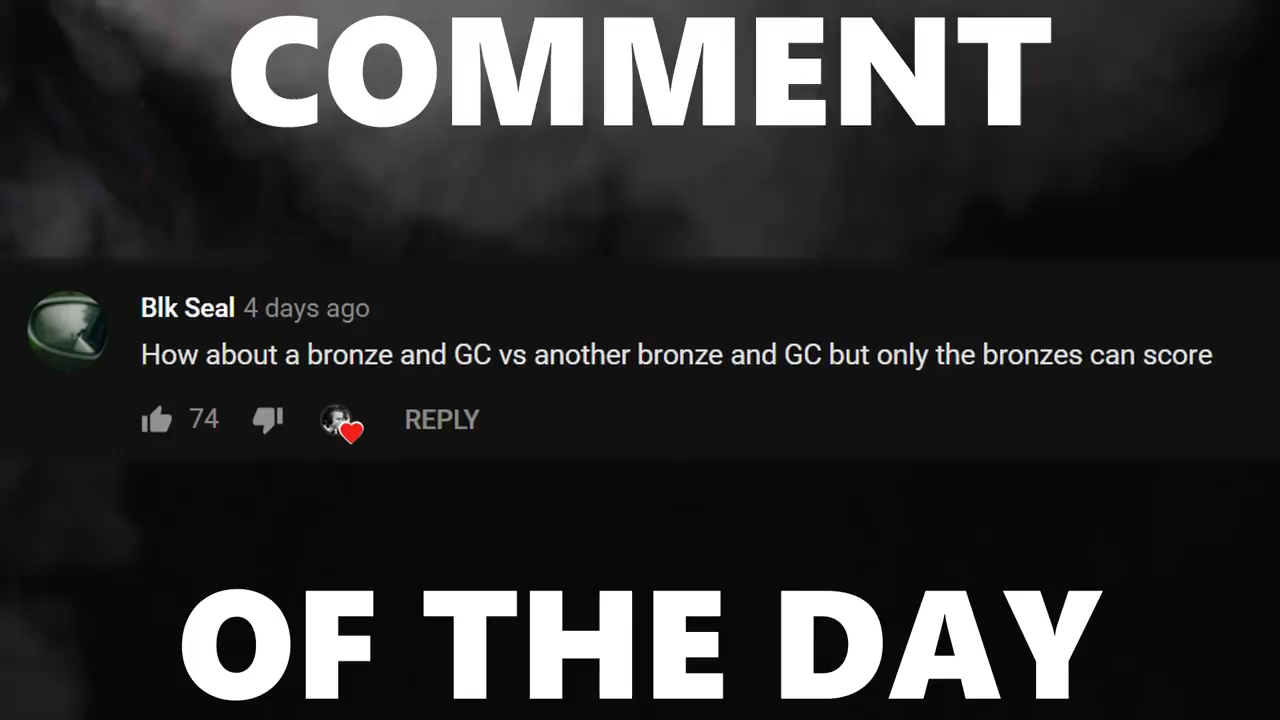 COMMENT
Blk Seal 4 days ago
How about a bronze and GC vs another bronze and GC but only the bronzes can score
74 REPLY
OF THE DAY